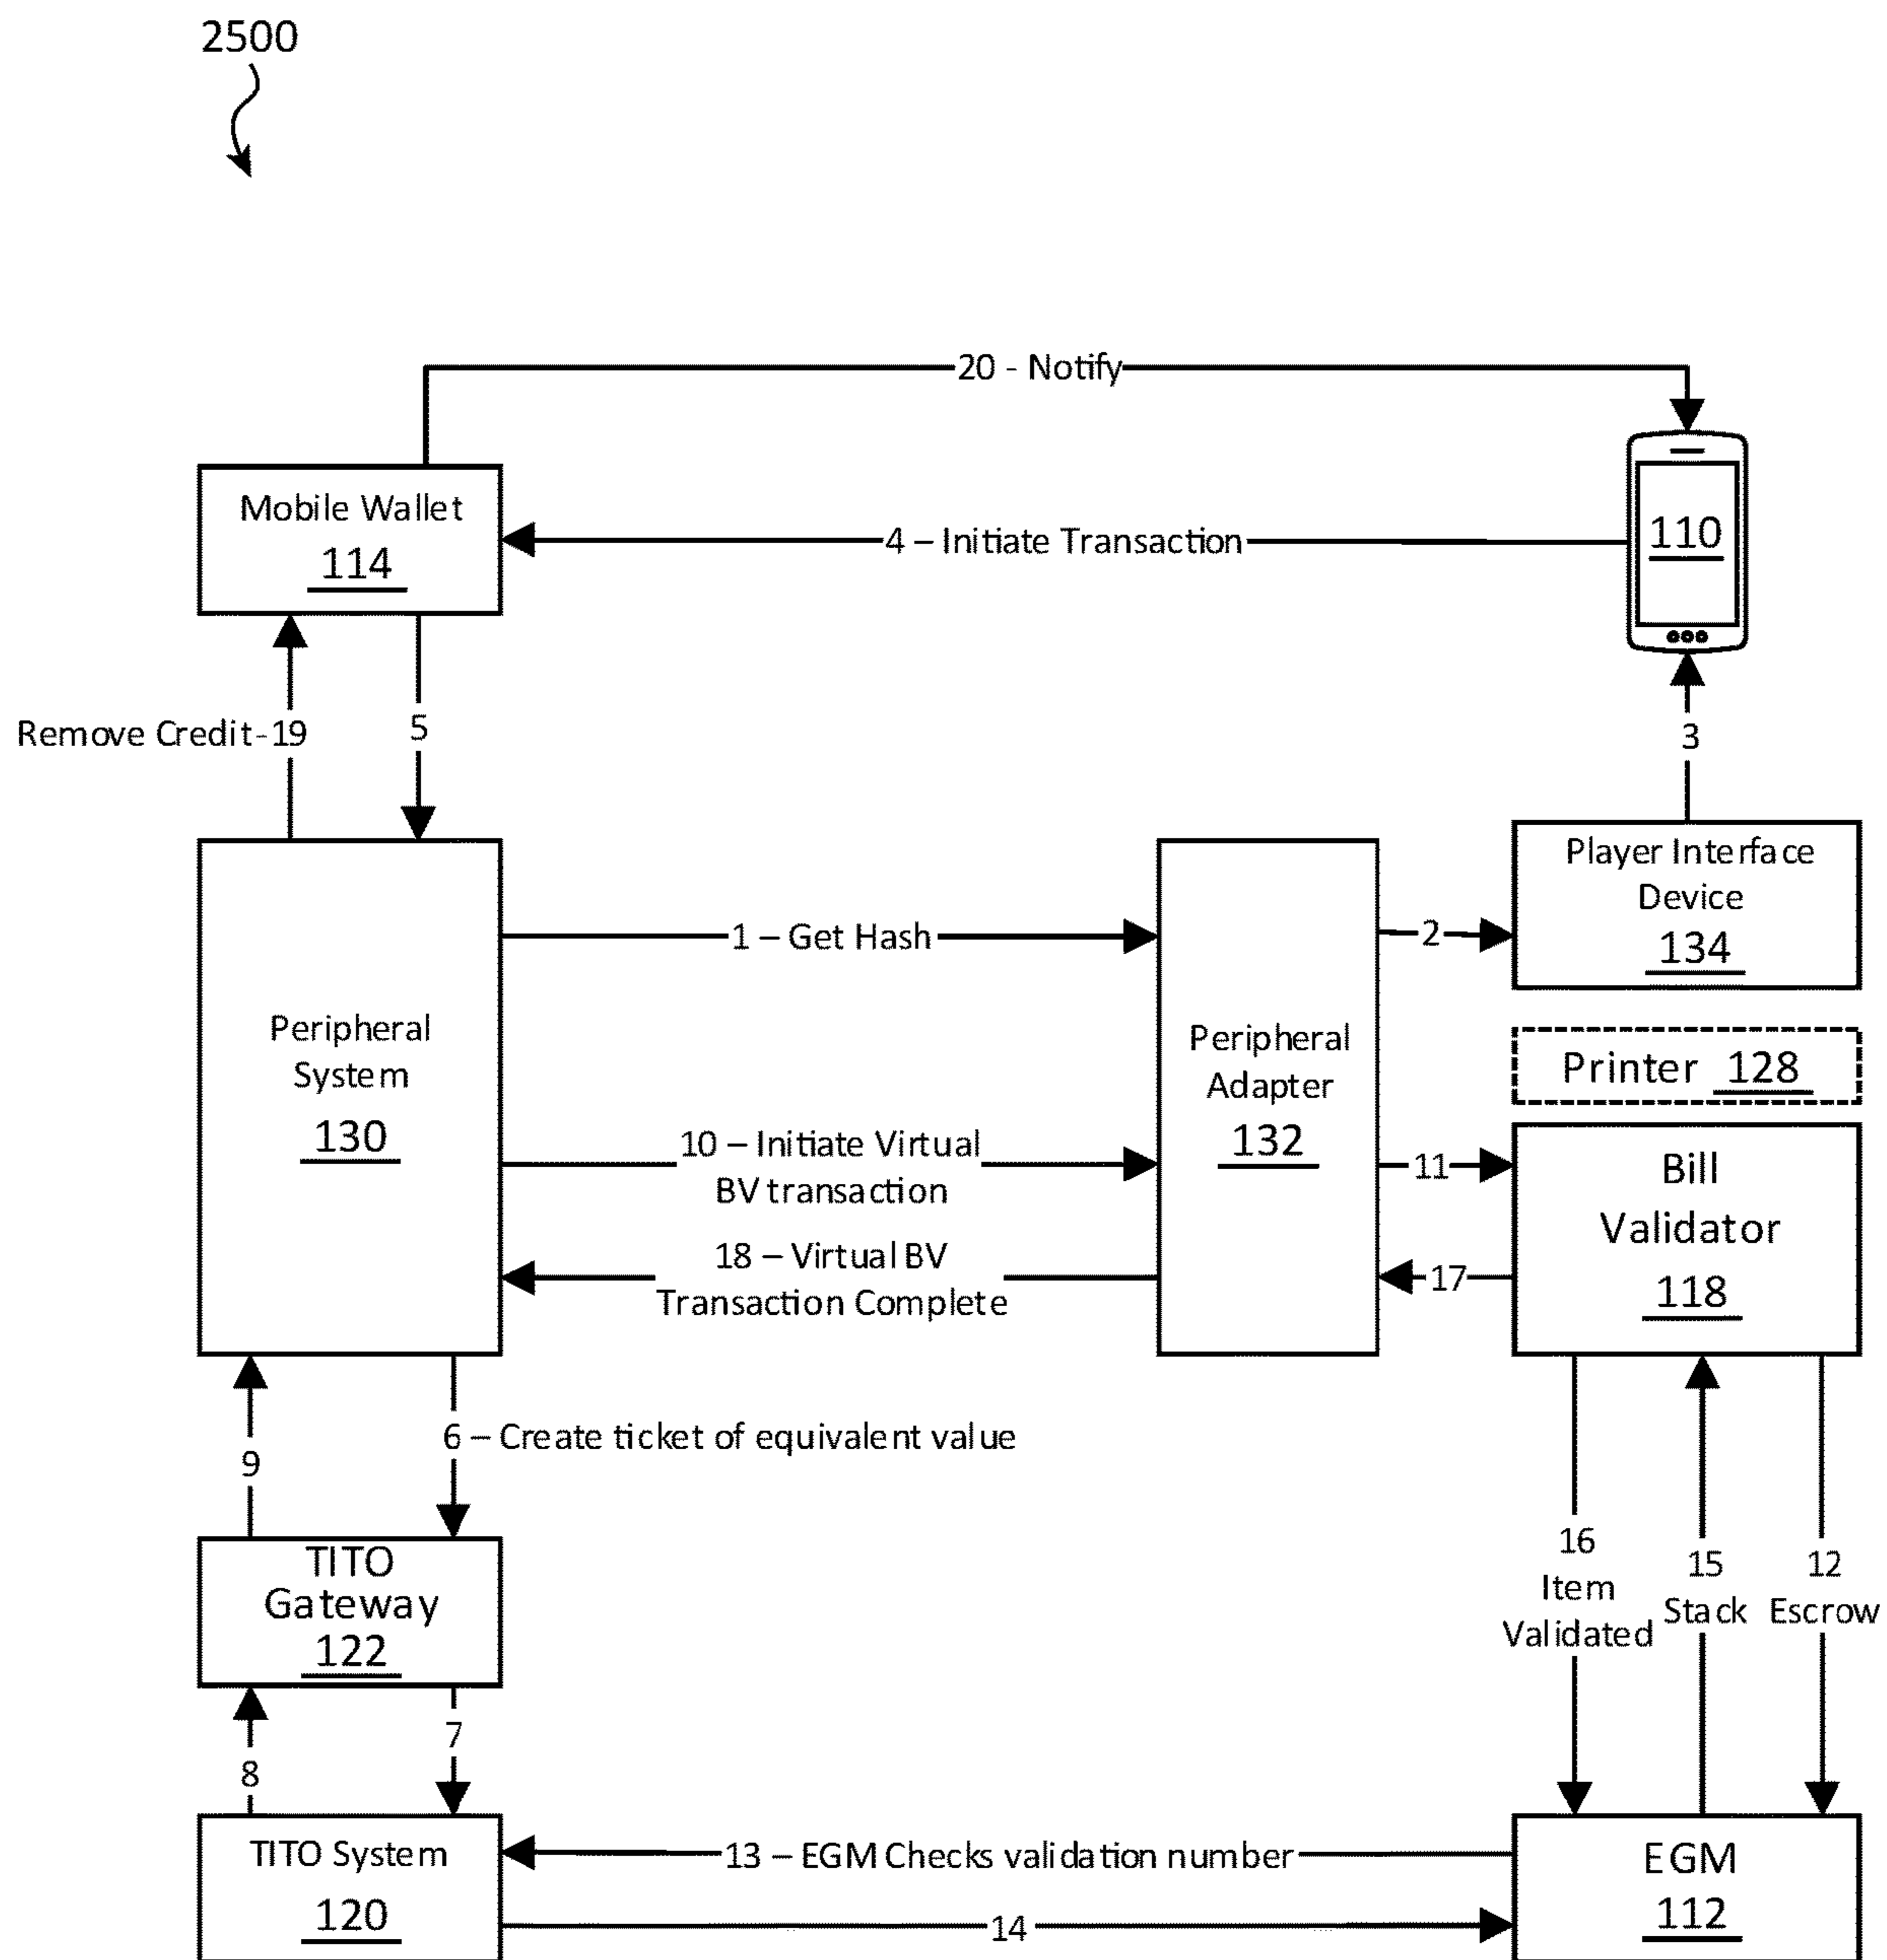 2500
20 - Notify
Mobile Wallet
114
4 – Initiate Transaction
110
Remove Credit-19
5
3
Player Interface
Device
134
1 – Get Hash
2
Peripheral
System
130
Peripheral
Adapter
132
Printer 128
10 – Initiate Virtual
BV transaction
11
Bill
Validator
118
18 – Virtual BV
Transaction Complete
17
9
6 – Create ticket of equivalent value
TITO
Gateway
122
16
Item
Validated
15
Stack
12
Escrow
8
7
TITO System
120
13 – EGM Checks validation number
14
EGM
112